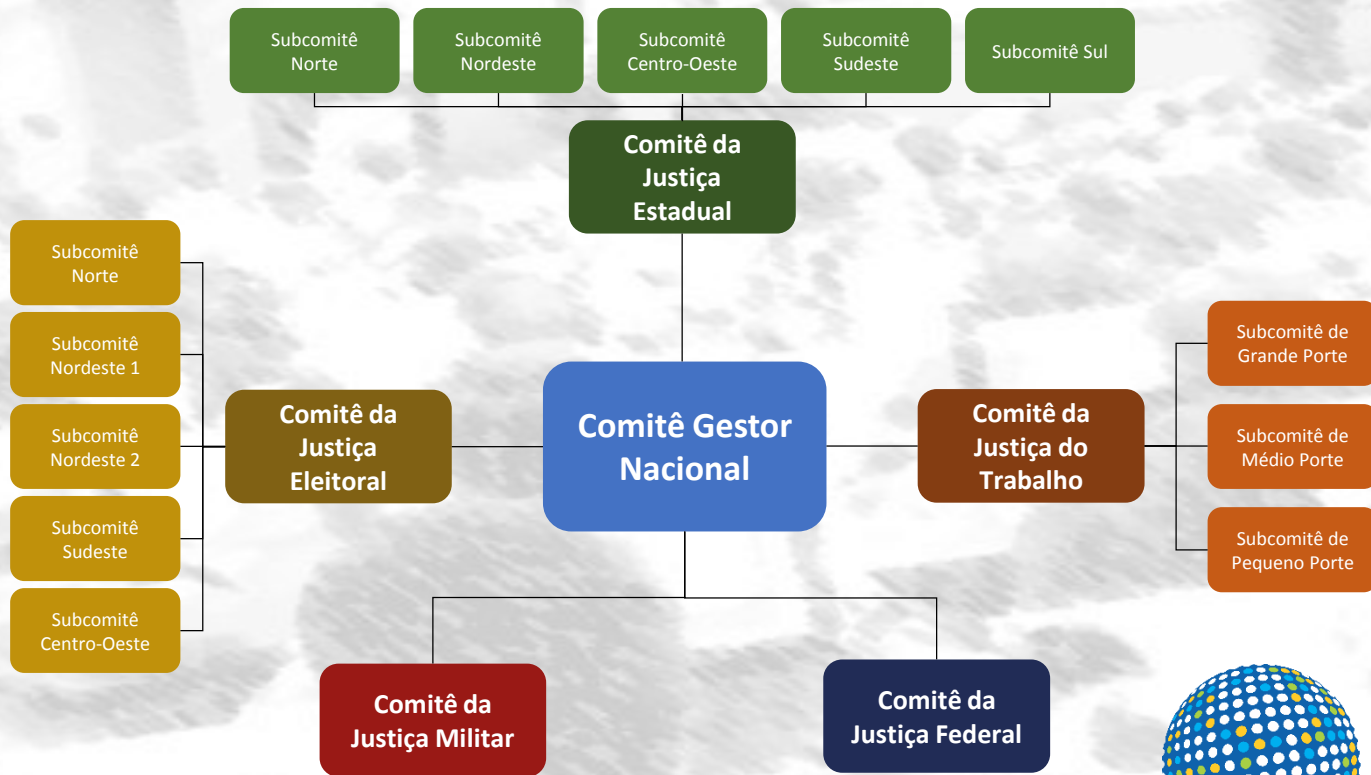 Subcomitê
Norte
Subcomitê
Nordeste
Subcomitê
Centro-Oeste
Subcomitê
Sudeste
Subcomitê Sul
Comitê da
Justiça
Estadual
Subcomitê
Norte
Subcomitê
Nordeste 1
Subcomitê
Nordeste 2
Subcomitê
Sudeste
Subcomitê
Centro-Oeste
Comitê da
Justiça
Eleitoral
Comitê Gestor
Nacional
Comitê da
Justiça do
Trabalho
Subcomitê de
Grande Porte
Subcomitê de
Médio Porte
Subcomitê de
Pequeno Porte
Comitê da
Justiça Militar
Comitê da
Justiça Federal